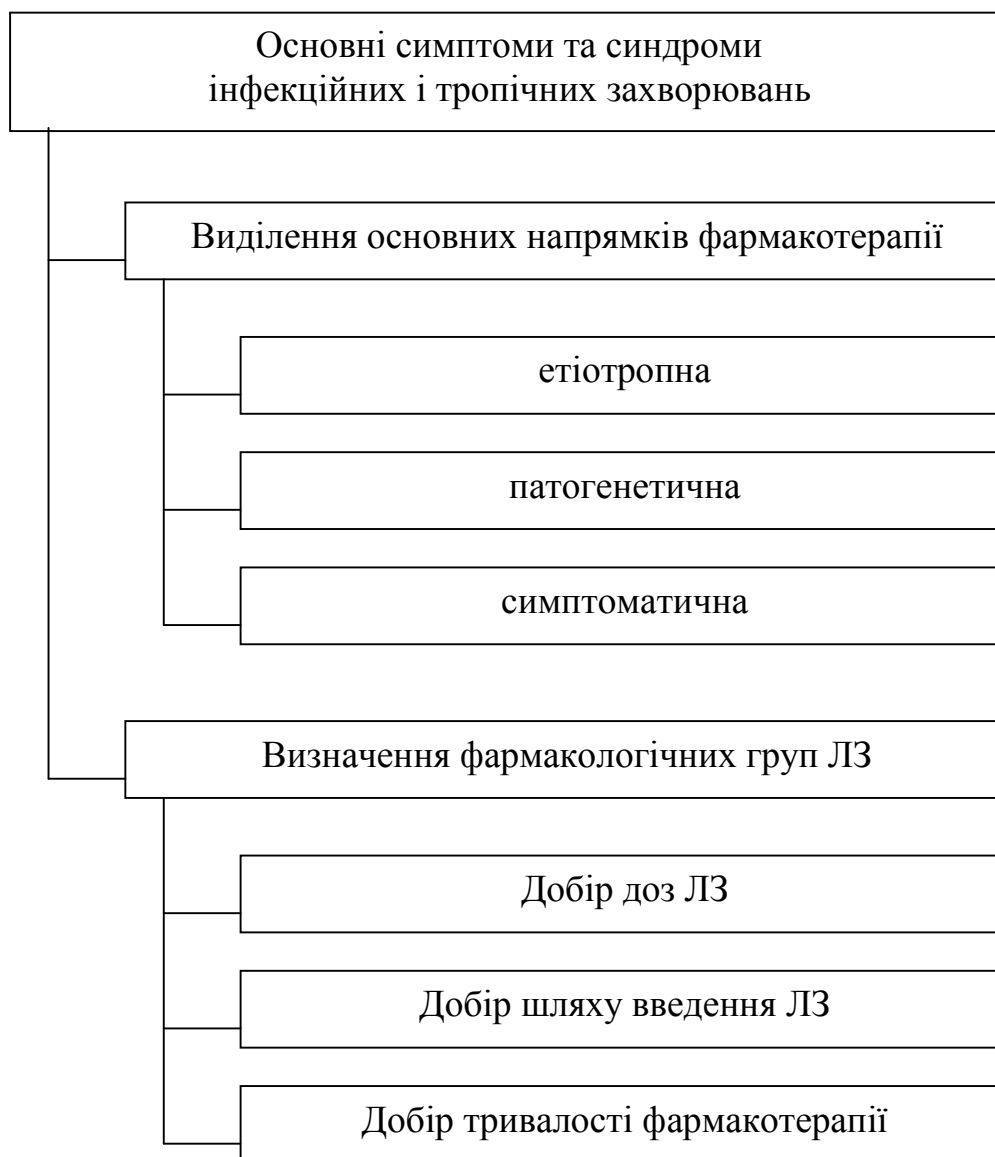 Основні симптоми та синдроми
інфекційних і тропічних захворювань
Виділення основних напрямків фармакотерапії
етіотропна
патогенетична
симптоматична
Визначення фармакологічних груп ЛЗ
Добір доз ЛЗ
Добір шляху введення ЛЗ
Добір тривалості фармакотерапії